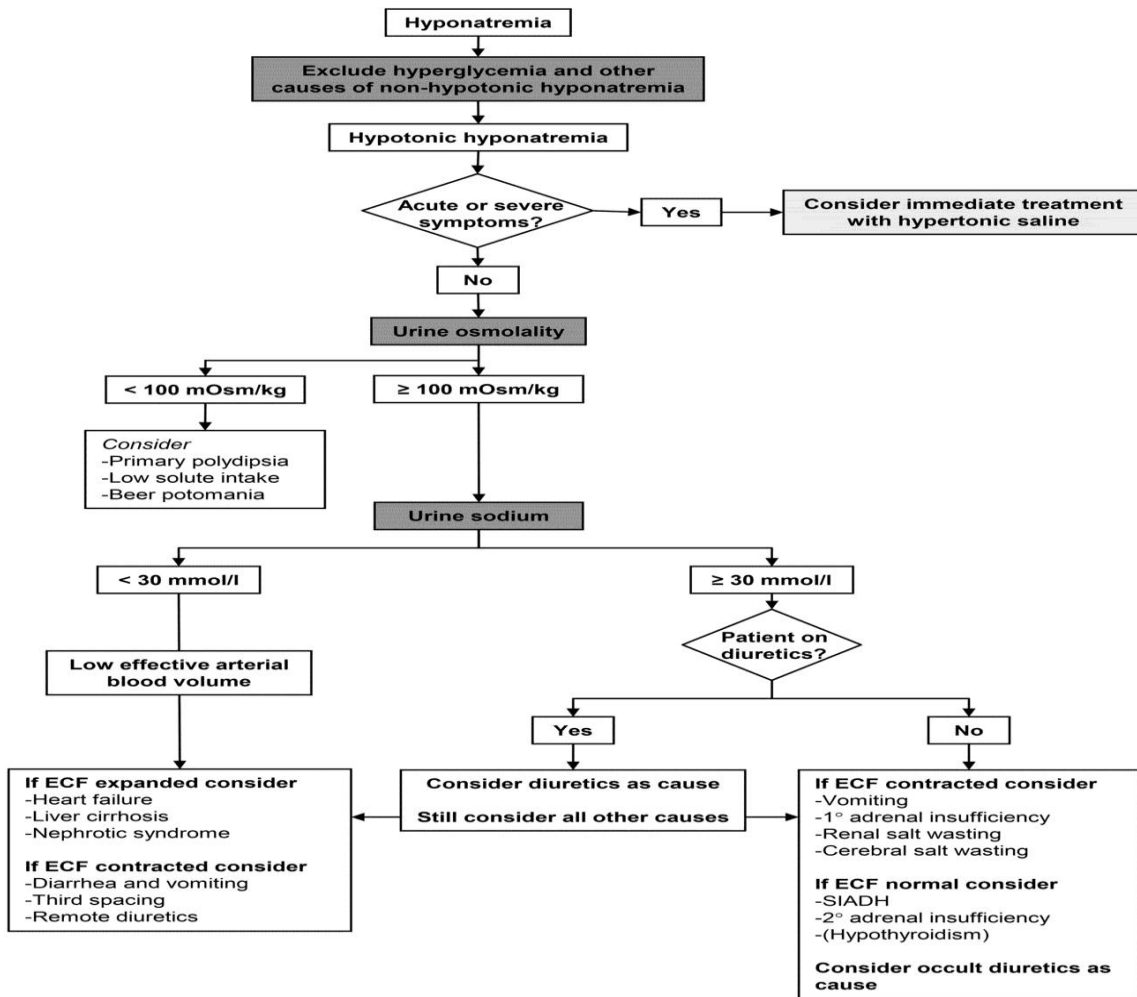 Hyponatremia
Exclude hyperglycemia and other
causes of non-hypotonic hyponatremia
Hypotonic hyponatremia
Acute or severe
symptoms?
Yes
Consider immediate treatment
with hypertonic saline
No
Urine osmolality
< 100 mOsm/kg
≥ 100 mOsm/kg
Consider
-Primary polydipsia
-Low solute intake
-Beer potomania
Urine sodium
< 30 mmol/l
≥ 30 mmol/l
Patient on
diuretics?
Low effective arterial
blood volume
Yes
No
If ECF expanded consider
-Heart failure
-Liver cirrhosis
-Nephrotic syndrome
If ECF contracted consider
-Diarrhea and vomiting
-Third spacing
-Remote diuretics
Consider diuretics as cause
Still consider all other causes
If ECF contracted consider
-Vomiting
-1° adrenal insufficiency
-Renal salt wasting
-Cerebral salt wasting
If ECF normal consider
-SIADH
-2° adrenal insufficiency
-(Hypothyroidism)
Consider occult diuretics as
cause